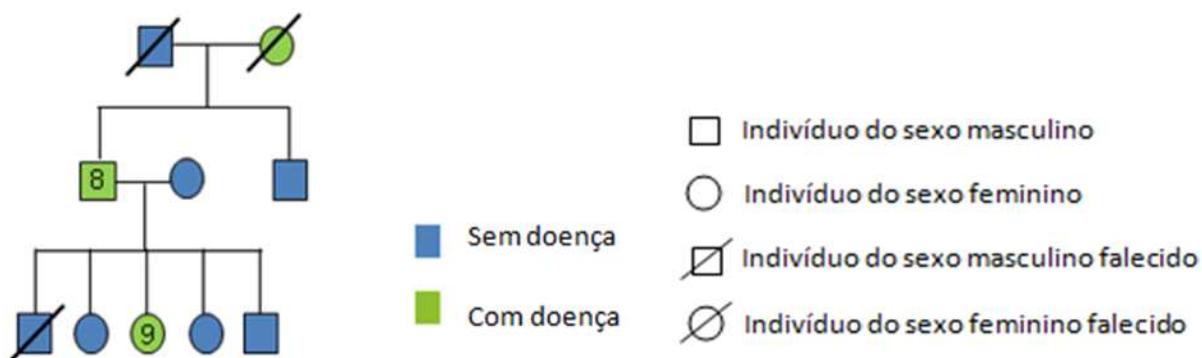 8
9
Sem doença
Com doença
Indivíduo do sexo masculino
Indivíduo do sexo feminino
Indivíduo do sexo masculino falecido
Indivíduo do sexo feminino falecido